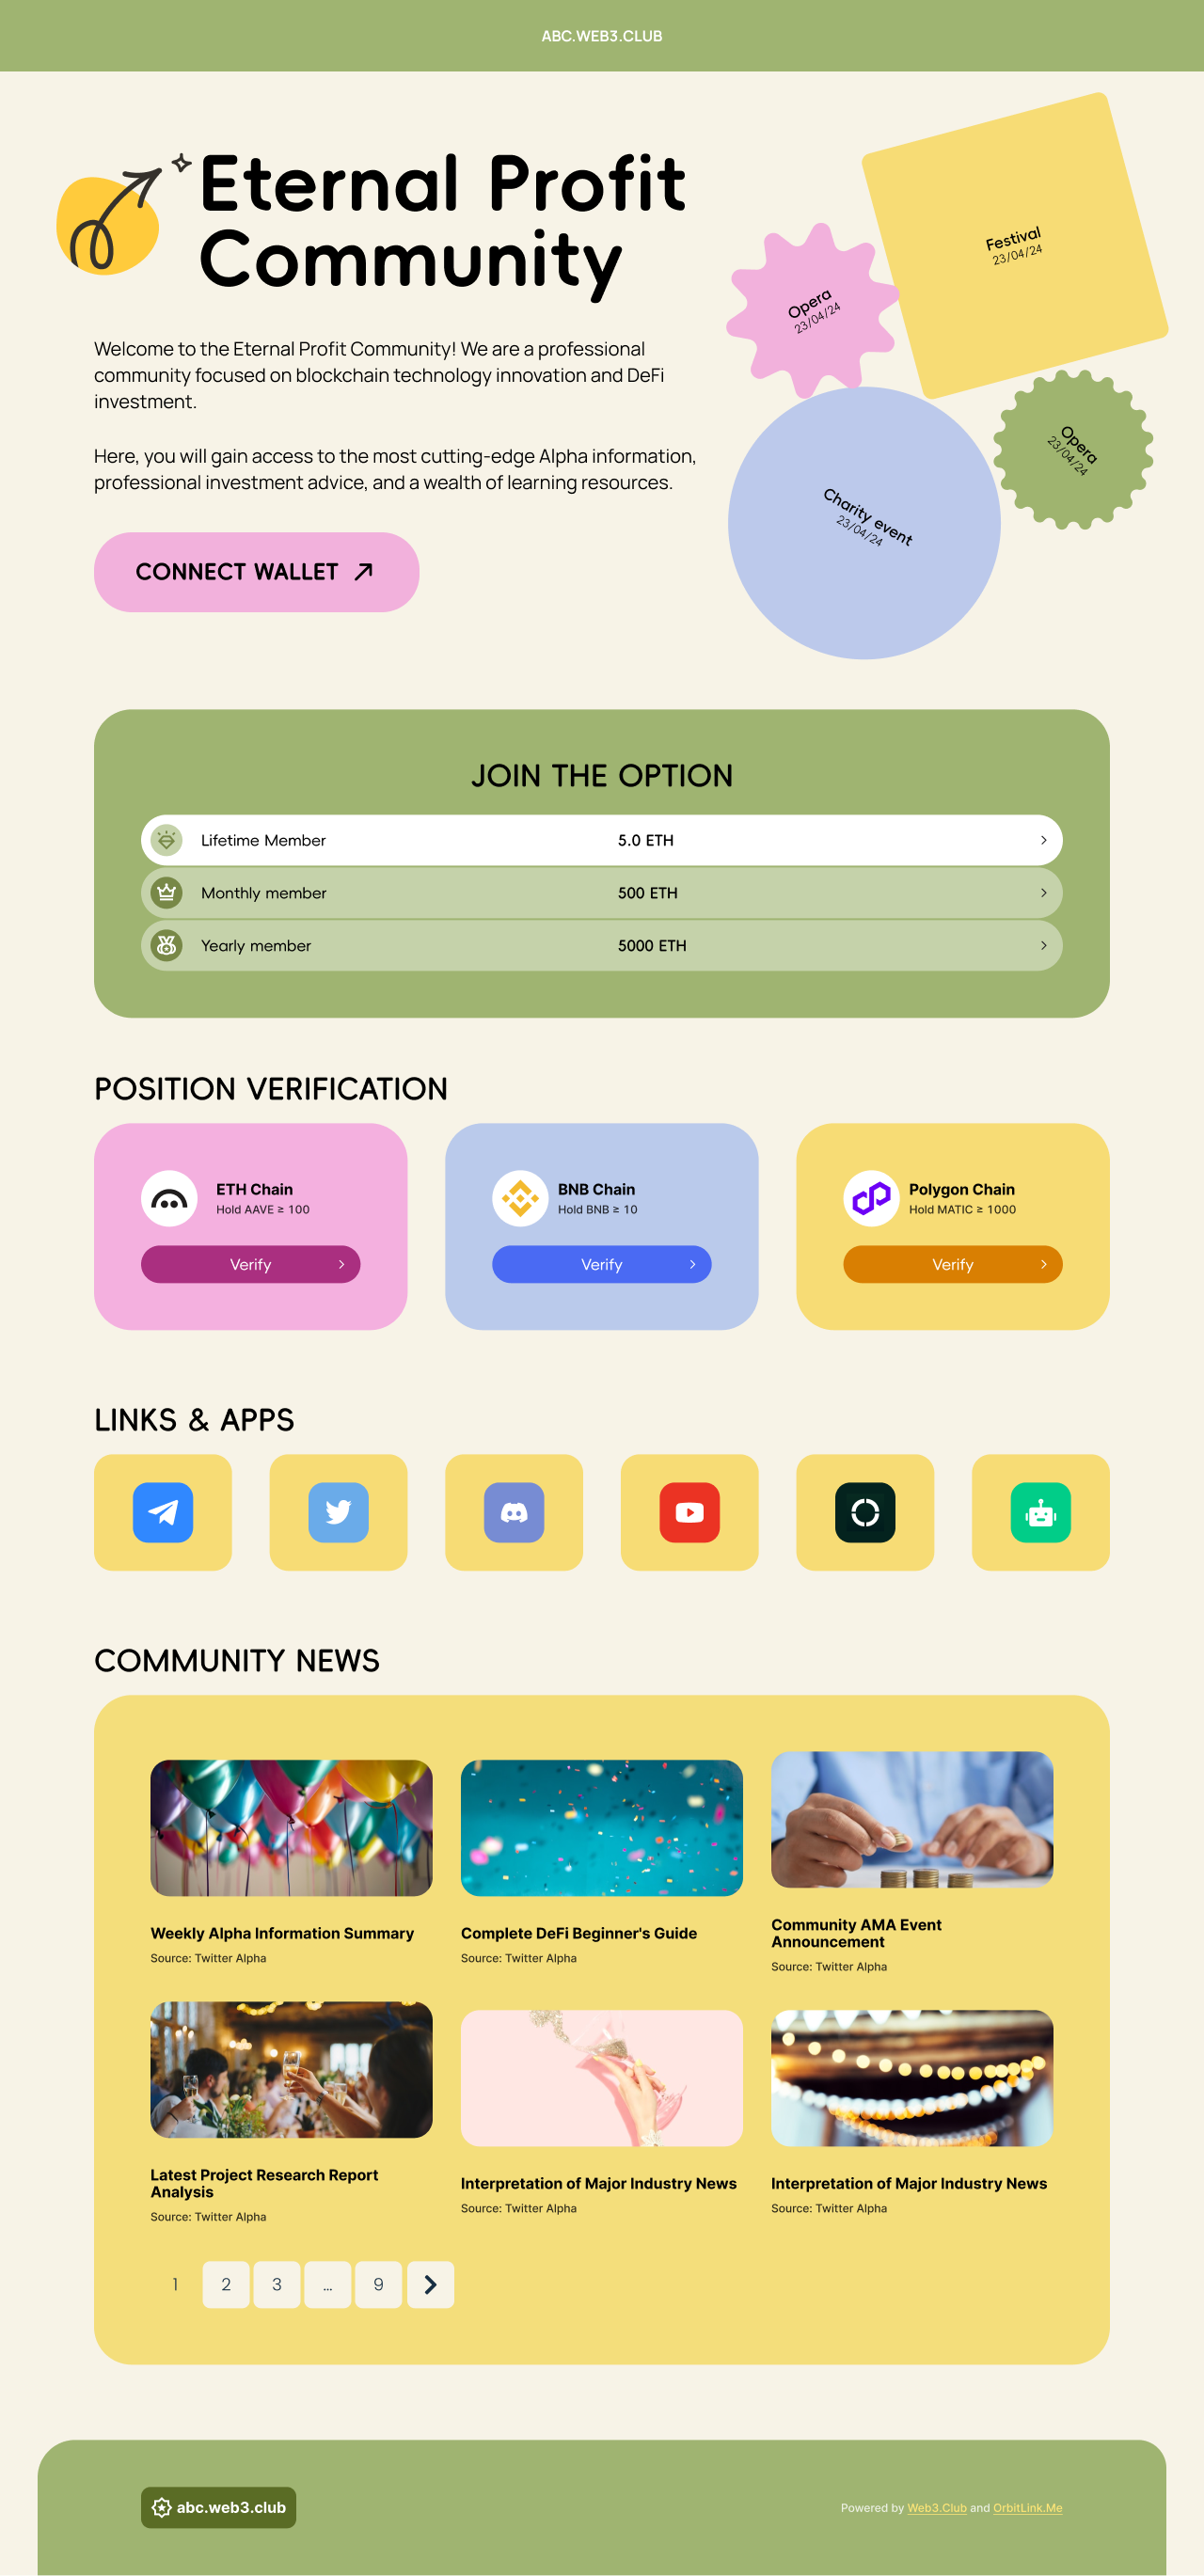 ABC.WEB3.CLUB
Eternal Profit
Community
Welcome to the Eternal Profit Community! We are a professional
community focused on blockchain technology innovation and DeFi
investment.
Here, you will gain access to the most cutting-edge Alpha information,
professional investment advice, and a wealth of learning resources.
CONNECT WALLET
Festival
23/04/24
Opera
23/04/24
Opera
23/04/24
Charity event
23/04/24
JOIN THE OPTION
Lifetime Member 5.0 ETH
Monthly member 500 ETH
Yearly member 5000 ETH
POSITION VERIFICATION
ETH Chain
Hold AAVE ≥ 100
Verify
BNB Chain
Hold BNB ≥ 10
Verify
Polygon Chain
Hold MATIC ≥ 1000
Verify
LINKS & APPS
COMMUNITY NEWS
Weekly Alpha Information Summary
Source: Twitter Alpha
Complete DeFi Beginner's Guide
Source: Twitter Alpha
Community AMA Event
Announcement
Source: Twitter Alpha
Latest Project Research Report
Analysis
Source: Twitter Alpha
Interpretation of Major Industry News
Source: Twitter Alpha
Interpretation of Major Industry News
Source: Twitter Alpha
1 2 3 ... 9
abc.web3.club
Powered by Web3.Club and OrbitLink.Me